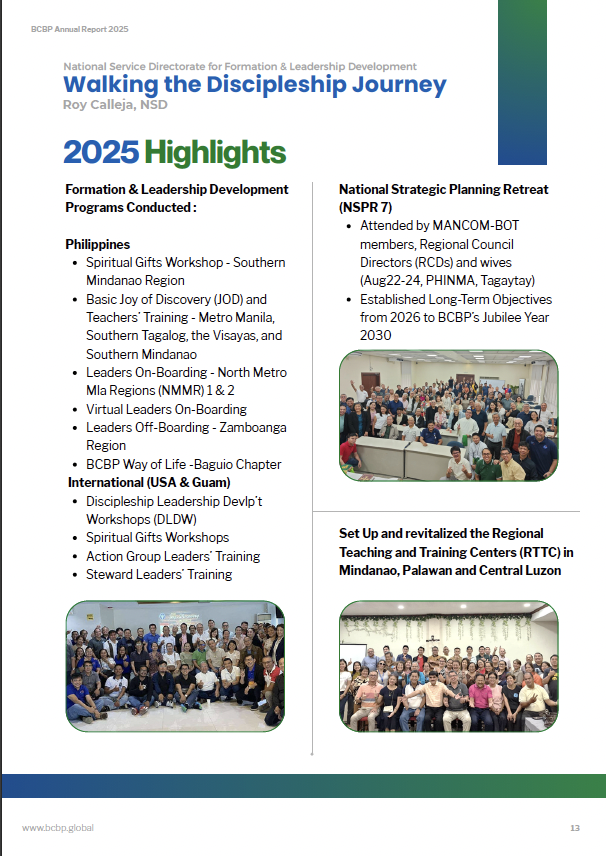 BCBP Annual Report 2025
National Service Directorate for Formation & Leadership Development
Walking the Discipleship Journey
Roy Calleja, NSD
2025 Highlights
Formation & Leadership Development
Programs Conducted :
Philippines
• Spiritual Gifts Workshop - Southern
Mindanao Region
• Basic Joy of Discovery (JOD) and
Teachers' Training - Metro Manila,
Southern Tagalog, the Visayas, and
Southern Mindanao
• Leaders On-Boarding - North Metro
Mla Regions (NMMR) 1 & 2
• Virtual Leaders On-Boarding
• Leaders Off-Boarding - Zamboanga
Region
• BCBP Way of Life -Baguio Chapter
International (USA & Guam)
• Discipleship Leadership Devlp't
Workshops (DLDW)
• Spiritual Gifts Workshops
• Action Group Leaders' Training
• Steward Leaders' Training
National Strategic Planning Retreat
(NSPR 7)
• Attended by MANCOM-BOT
members, Regional Council
Directors (RCDs) and wives
(Aug22-24, PHINMA, Tagaytay)
• Established Long-Term Objectives
from 2026 to BCBP's Jubilee Year
2030
Set Up and revitalized the Regional
Teaching and Training Centers (RTTC) in
Mindanao, Palawan and Central Luzon
www.bcbp.global
13